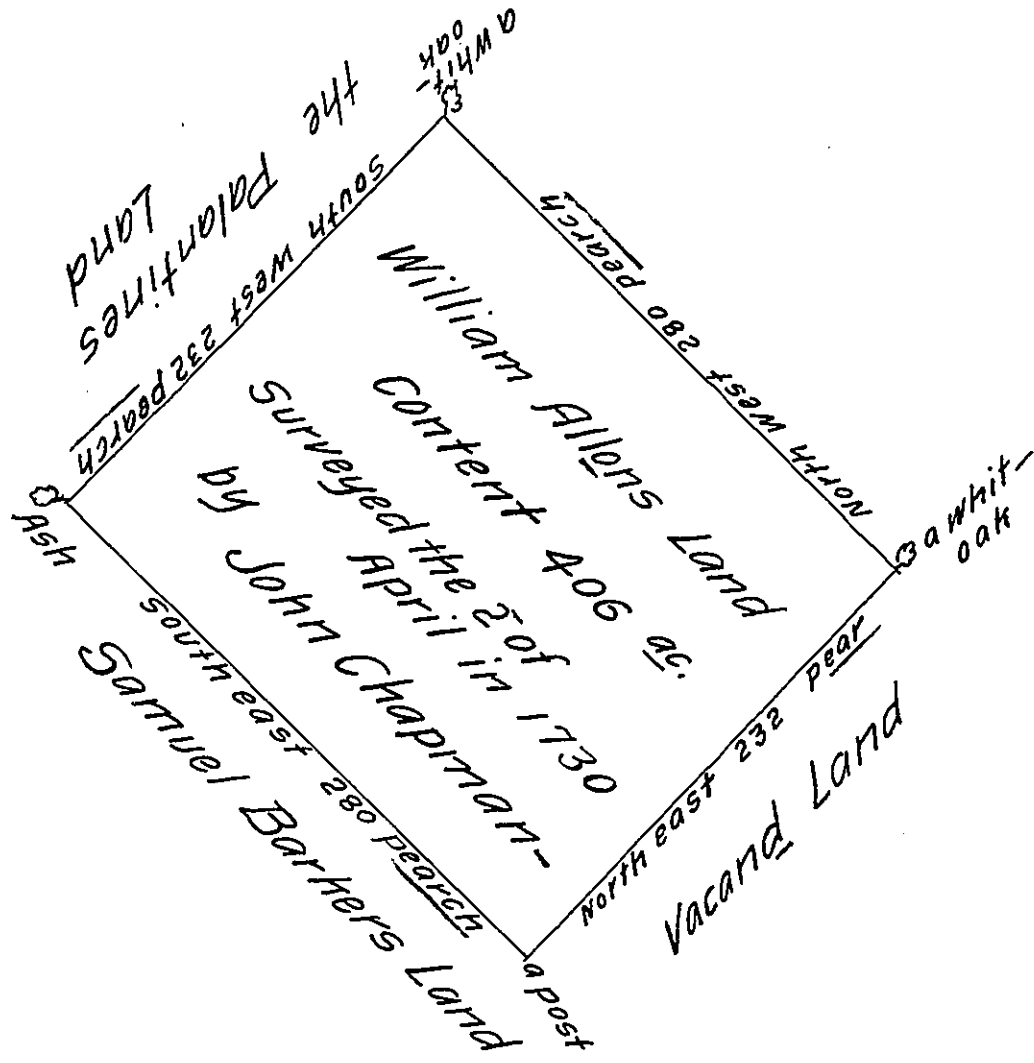 a whit-
oak
the Palantines
Land
South west 232 pearch
North west 280 pearch
William Allons Land
Content 406 ac.
Surveyed the 2 of
April in 1730
by John Chapman-
Ash
South east 280 pearch
Samuel Barkers Land
a whit-
oak
North east 232 pear
Vacand Land
a post